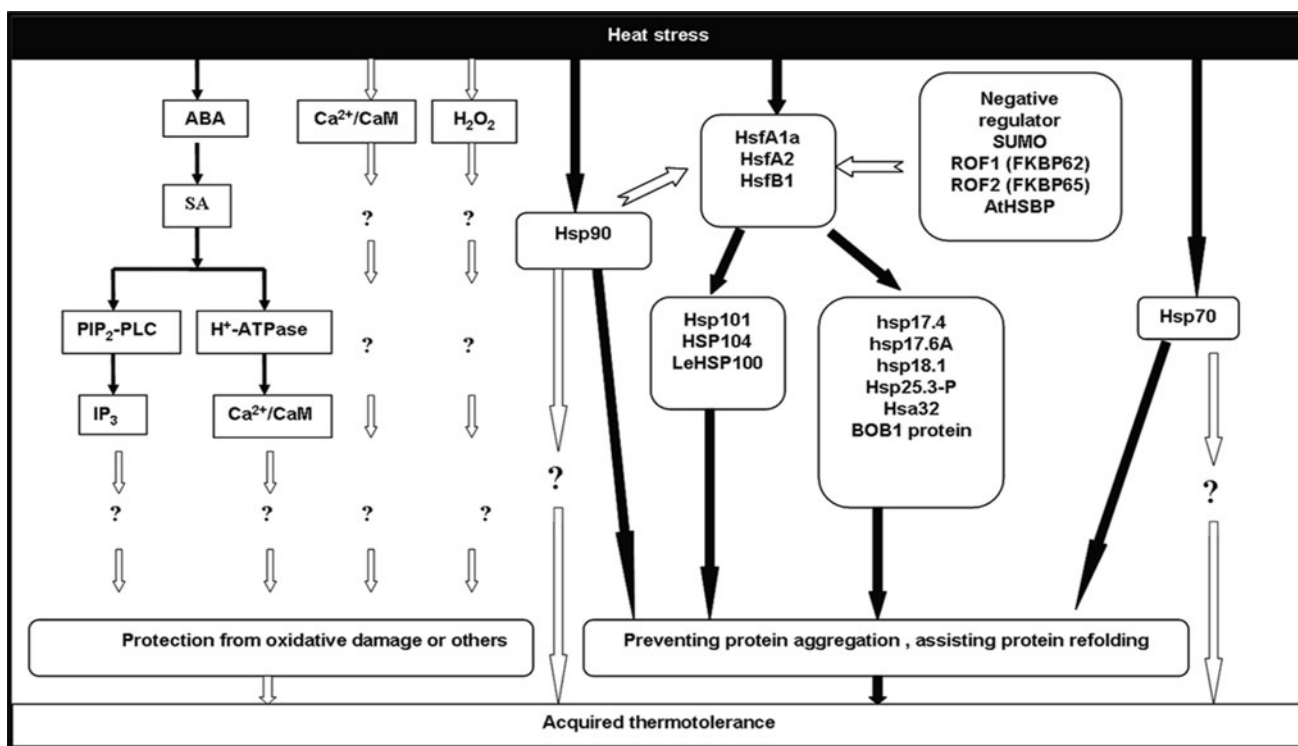 Heat stress
ABA
Ca²⁺/CaM
H₂O₂
SA
PIP₂-PLC
H⁺-ATPase
IP₃
Ca²⁺/CaM
?
?
?
?
?
?
?
?
Hsp90
?
HsfA1a
HsfA2
HsfB1
Negative
regulator
SUMO
ROF1 (FKBP62)
ROF2 (FKBP65)
AtHSBP
Hsp101
HSP104
LeHSP100
hsp17.4
hsp17.6A
hsp18.1
Hsp25.3-P
Hsa32
BOB1 protein
Hsp70
?
Protection from oxidative damage or others
Preventing protein aggregation , assisting protein refolding
Acquired thermotolerance